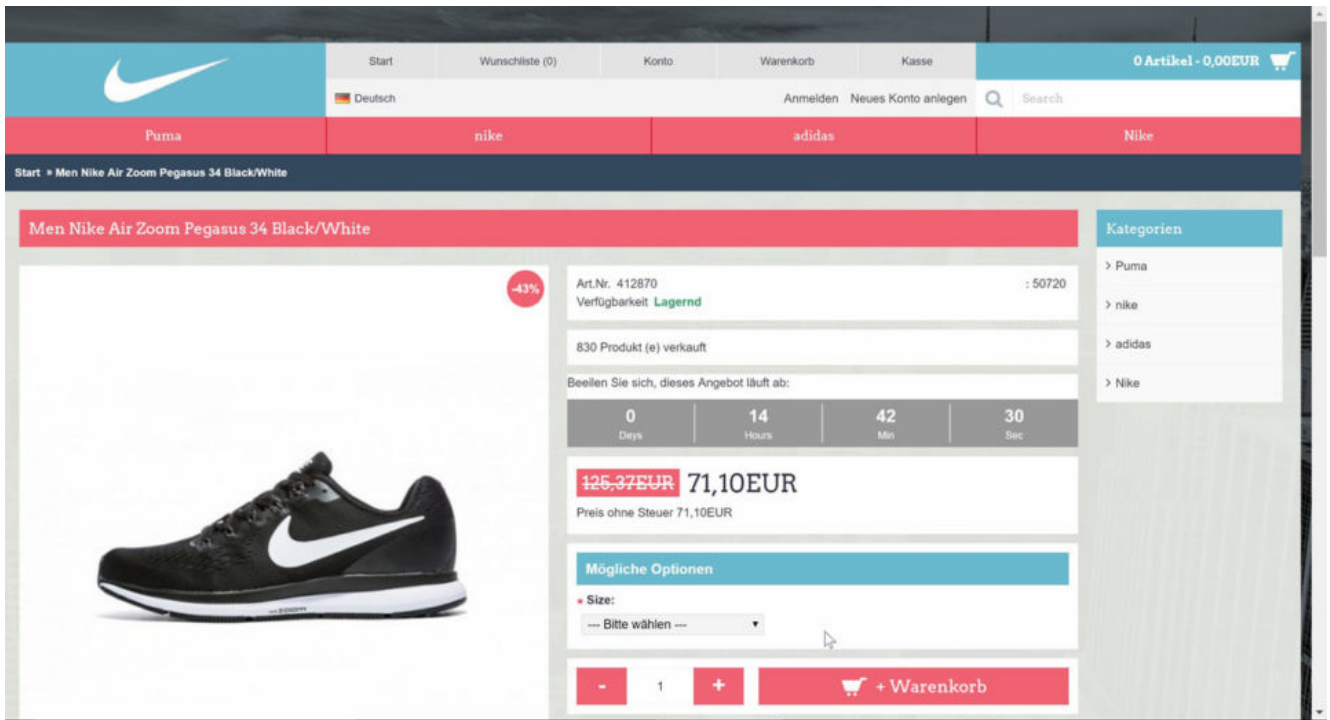 Start Wunschliste (0) Konto Warenkorb Kasse 0 Artikel - 0,00EUR
Deutsch Anmelden Neues Konto anlegen Search
Puma nike adidas Nike
Start » Men Nike Air Zoom Pegasus 34 Black/White
Men Nike Air Zoom Pegasus 34 Black/White
-43%
Art.Nr. 412870 : 50720
Verfügbarkeit Lagernd
830 Produkt (e) verkauft
Beeilen Sie sich, dieses Angebot läuft ab:
0 14 42 30
Days Hours Min Sec
125,37EUR 71,10EUR
Preis ohne Steuer 71,10EUR
Mögliche Optionen
* Size:
--- Bitte wählen ---
- 1 + + Warenkorb
ZOOM
Kategorien
> Puma
> nike
> adidas
> Nike